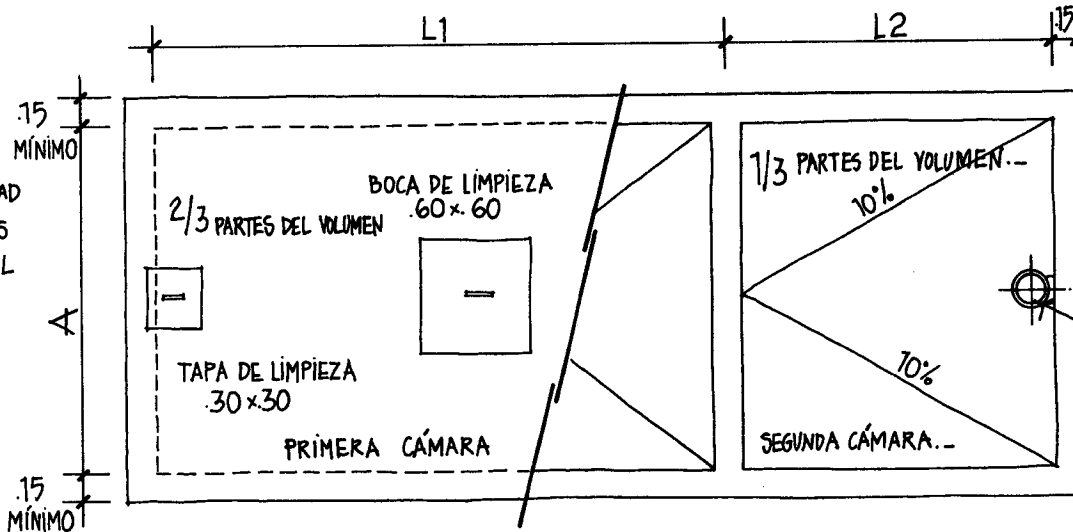 L1
L2
.15
.15
MÍNIMO
AD
S
L
2/3 PARTES DEL VOLUMEN
BOCA DE LIMPIEZA
.60 x .60
1/3 PARTES DEL VOLUMEN._
10%
A
TAPA DE LIMPIEZA
.30 x .30
10%
PRIMERA CÁMARA
SEGUNDA CÁMARA._
.15
MÍNIMO